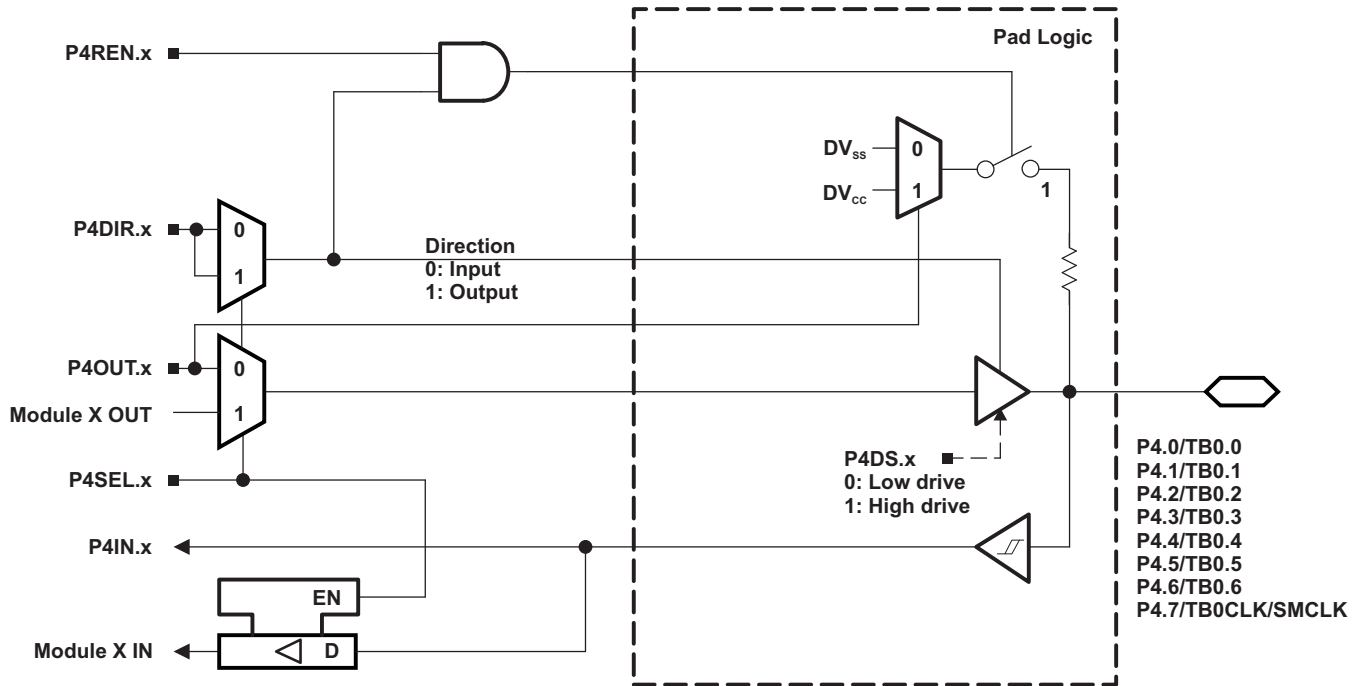 Pad Logic
P4REN.x
DVSS
0
DVCC
1
1
P4DIR.x
0
1
Direction
0: Input
1: Output
P4OUT.x
0
Module X OUT
1
P4DS.x
0: Low drive
1: High drive
P4SEL.x
P4IN.x
EN
Module X IN
D
P4.0/TB0.0
P4.1/TB0.1
P4.2/TB0.2
P4.3/TB0.3
P4.4/TB0.4
P4.5/TB0.5
P4.6/TB0.6
P4.7/TB0CLK/SMCLK